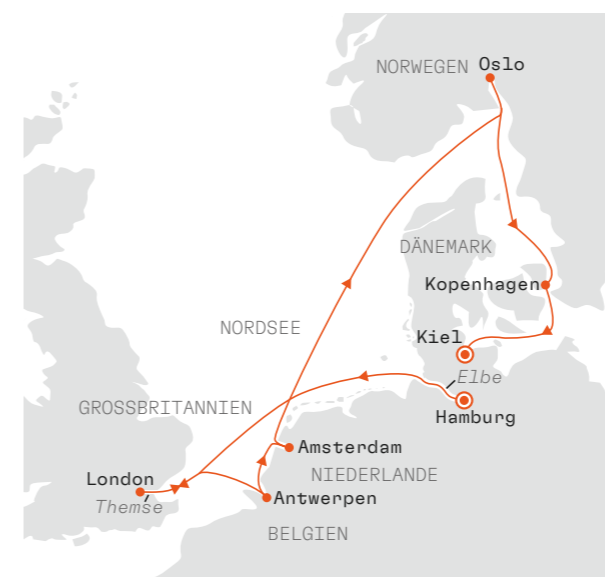 NORWEGEN Oslo
DÄNEMARK
Kopenhagen
NORDSEE
Kiel
Elbe
GROSSBRITANNIEN
Hamburg
Amsterdam
NIEDERLANDE
London
Themse
Antwerpen
BELGIEN